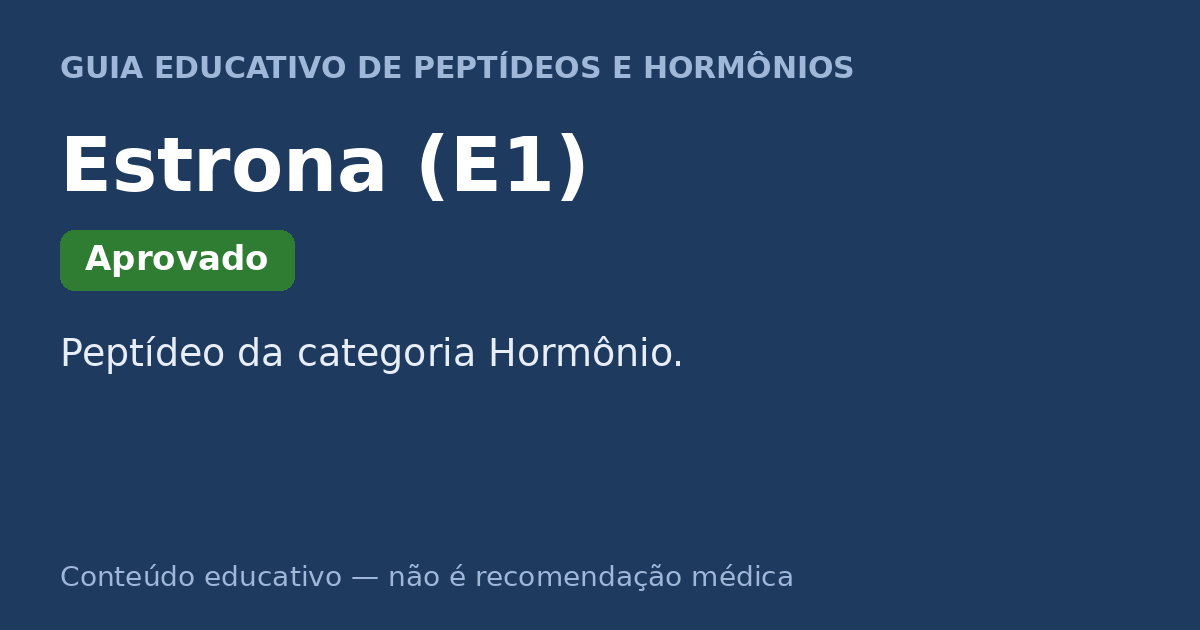 GUIA EDUCATIVO DE PEPTÍDEOS E HORMÔNIOS
Estrona (E1)
Aprovado
Peptídeo da categoria Hormônio.
Conteúdo educativo — não é recomendação médica